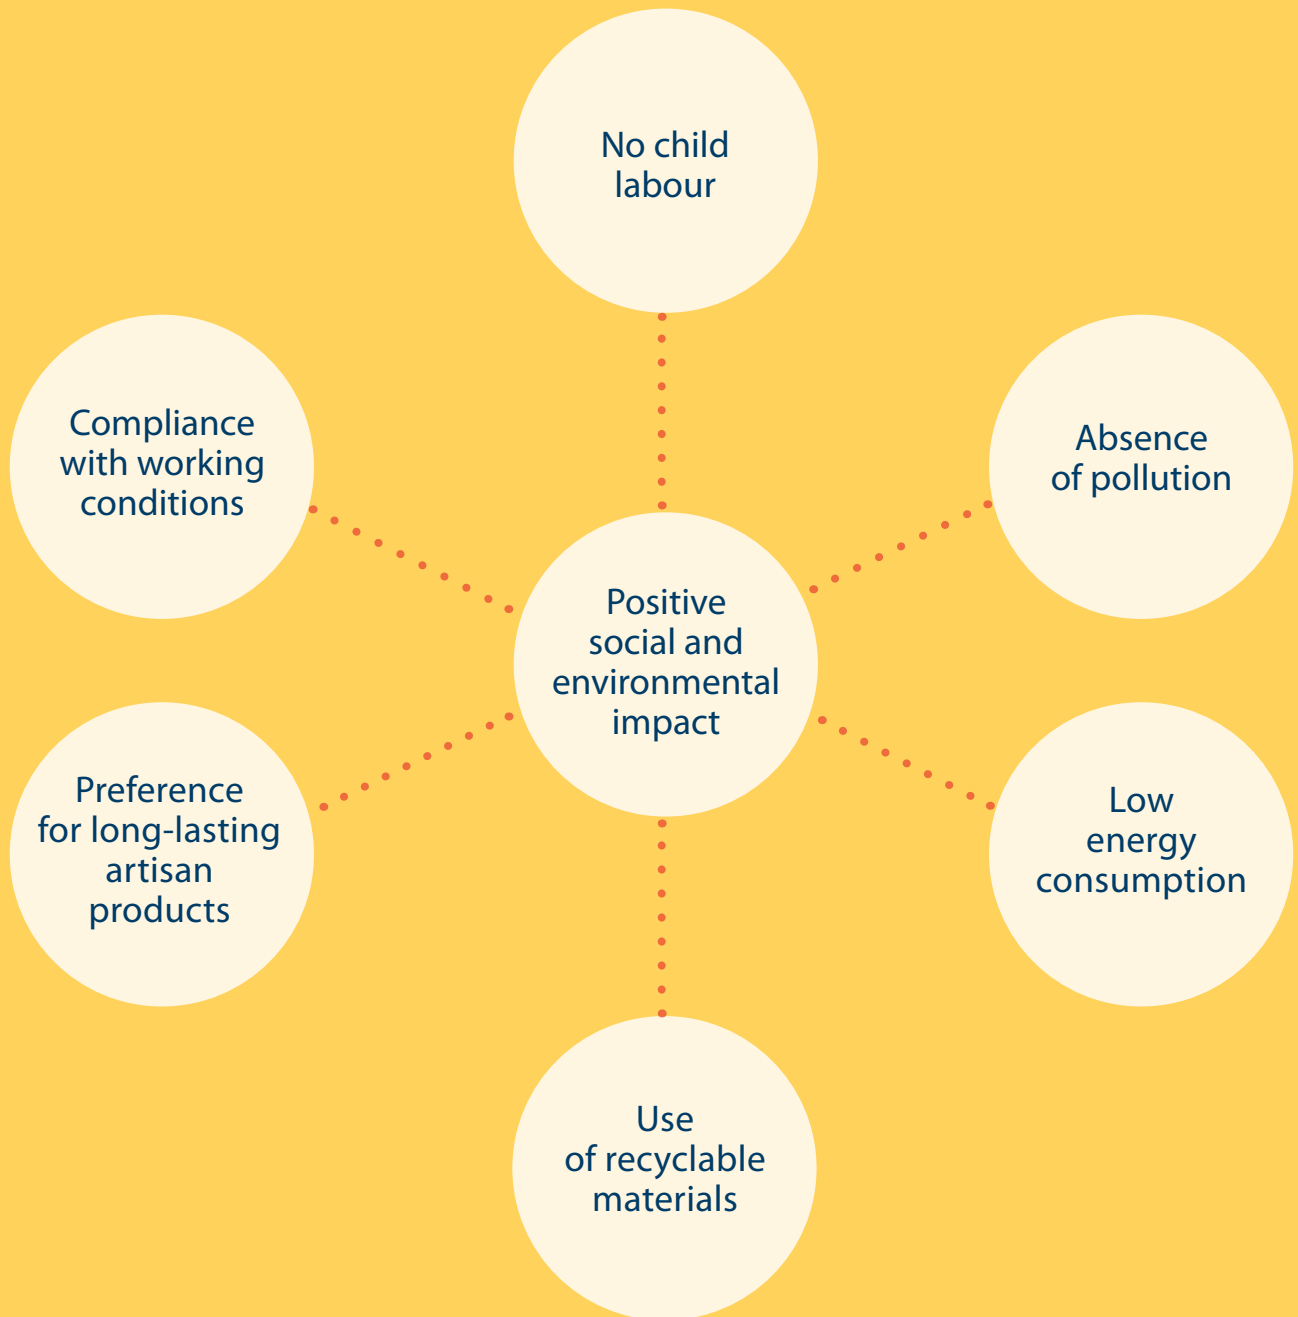 No child
labour
Compliance
with working
conditions
Absence
of pollution
Positive
social and
environmental
impact
Preference
for long-lasting
artisan
products
Low
energy
consumption
Use
of recyclable
materials